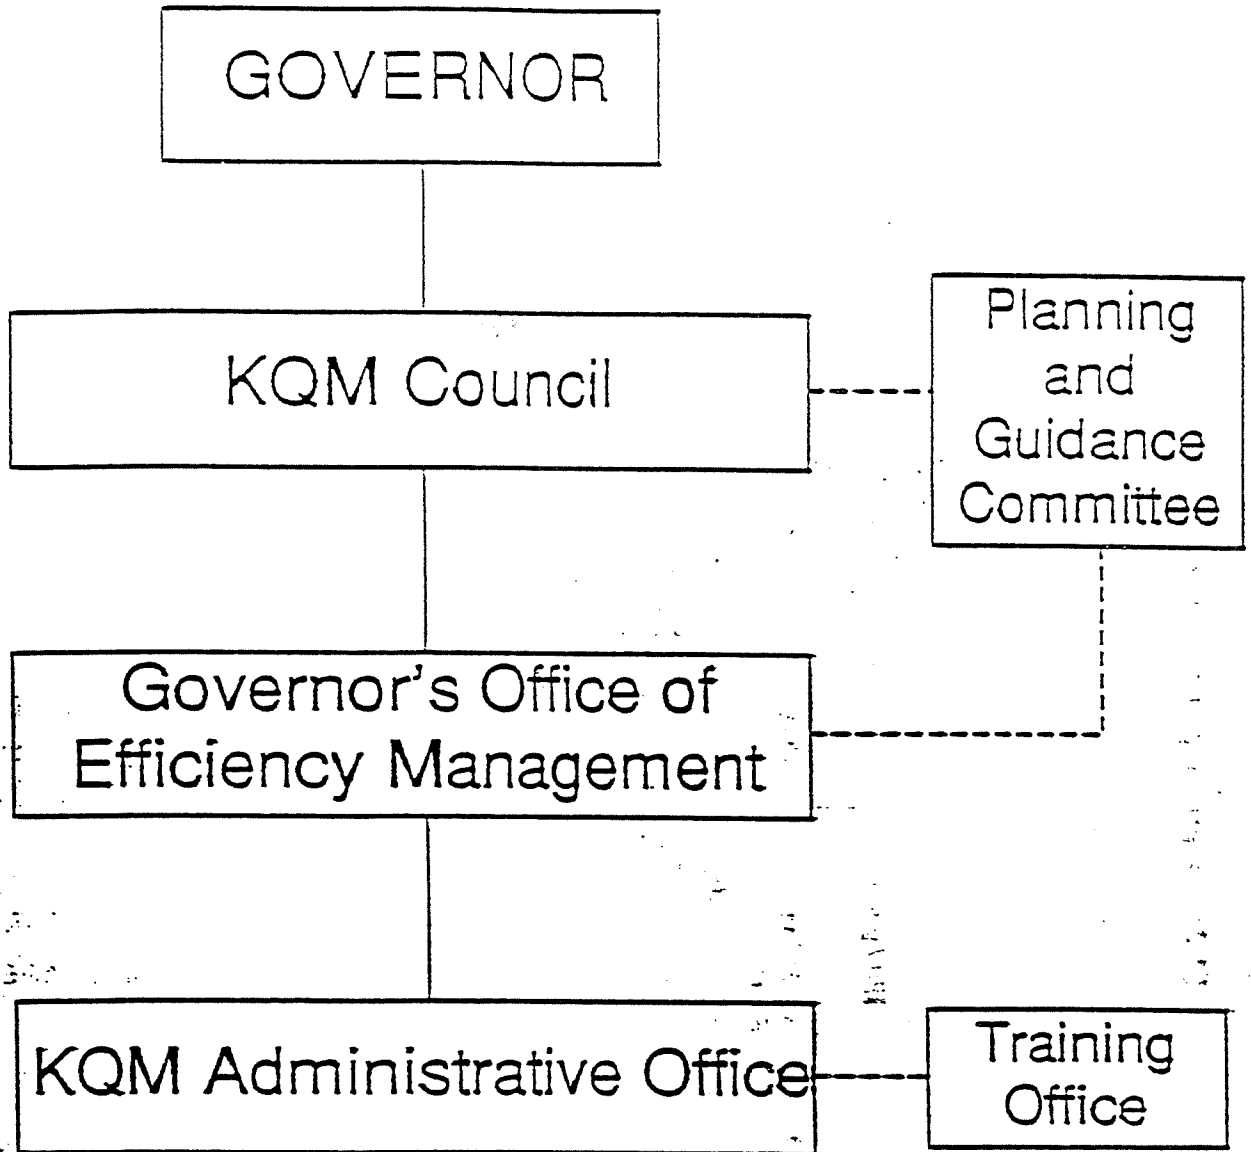 GOVERNOR
KQM Council
Planning
and
Guidance
Committee
Governor's Office of
Efficiency Management
KQM Administrative Office
Training
Office